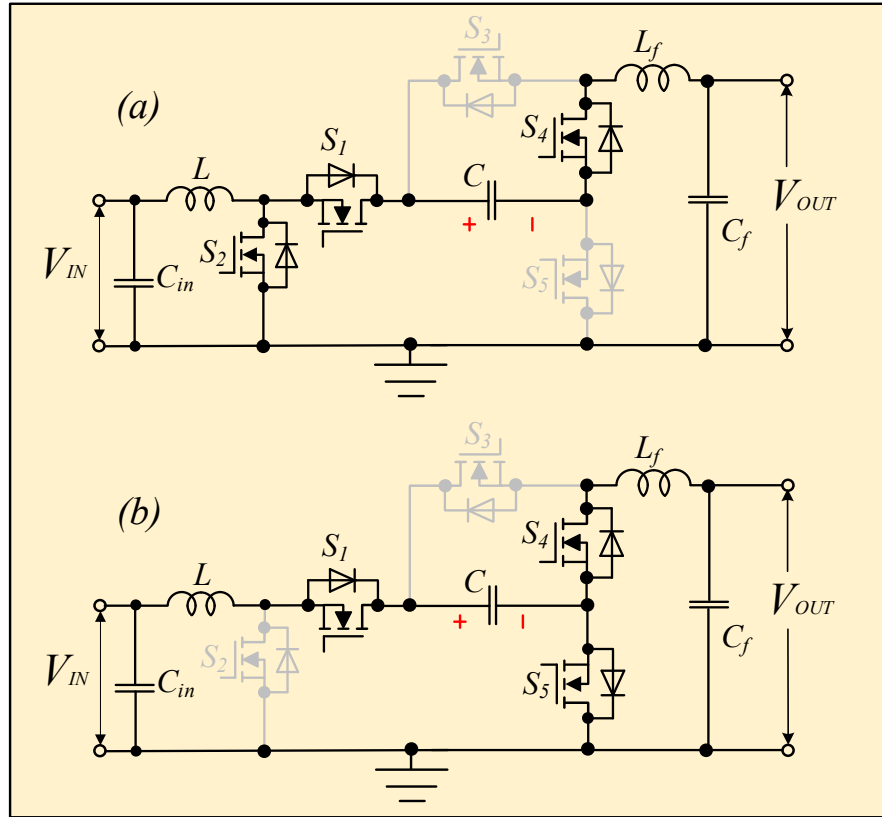 S3
Lf
(a)
S4
S1
L
C
+ −
VIN
Cin
S2
S5
Cf
VOUT
S3
Lf
(b)
S4
S1
L
C
+ −
VIN
Cin
S2
S5
Cf
VOUT